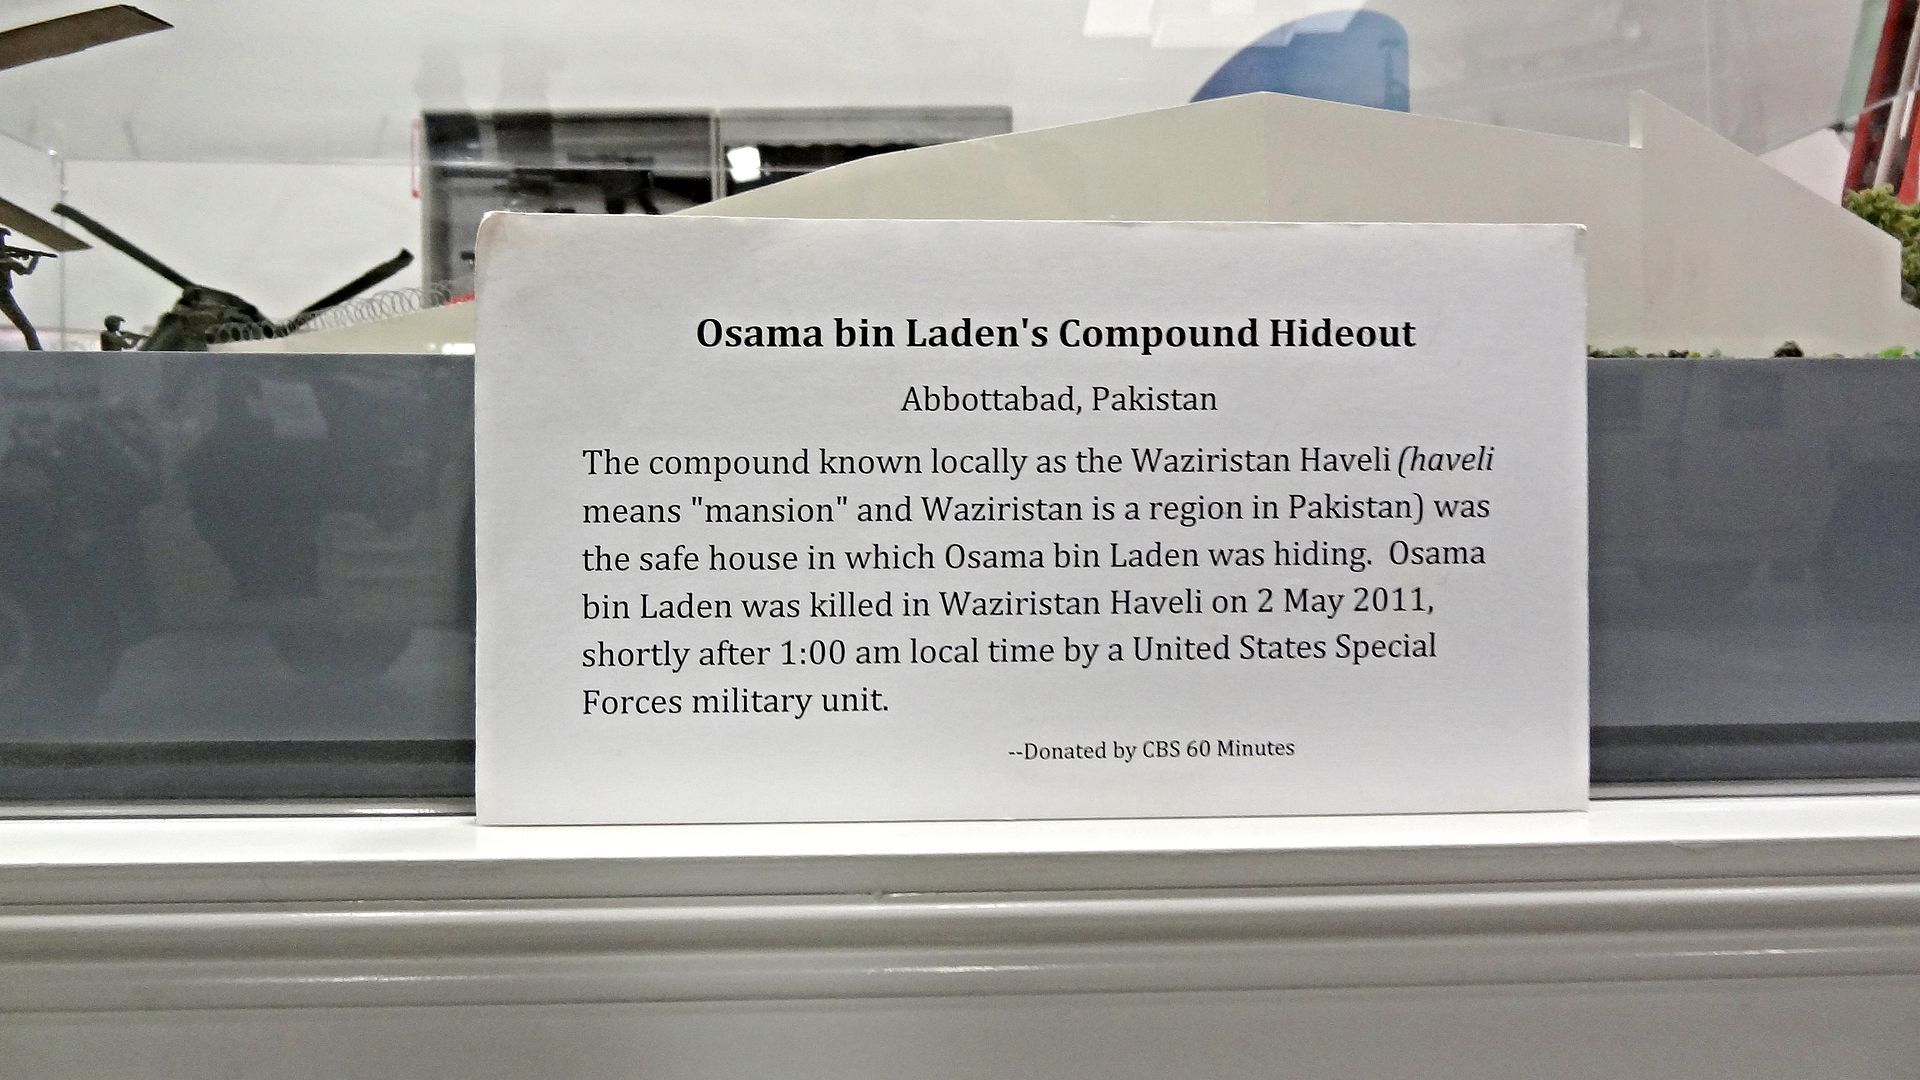 Osama bin Laden's Compound Hideout
Abbottabad, Pakistan
The compound known locally as the Waziristan Haveli (haveli
means "mansion" and Waziristan is a region in Pakistan) was
the safe house in which Osama bin Laden was hiding.  Osama
bin Laden was killed in Waziristan Haveli on 2 May 2011,
shortly after 1:00 am local time by a United States Special
Forces military unit.
--Donated by CBS 60 Minutes